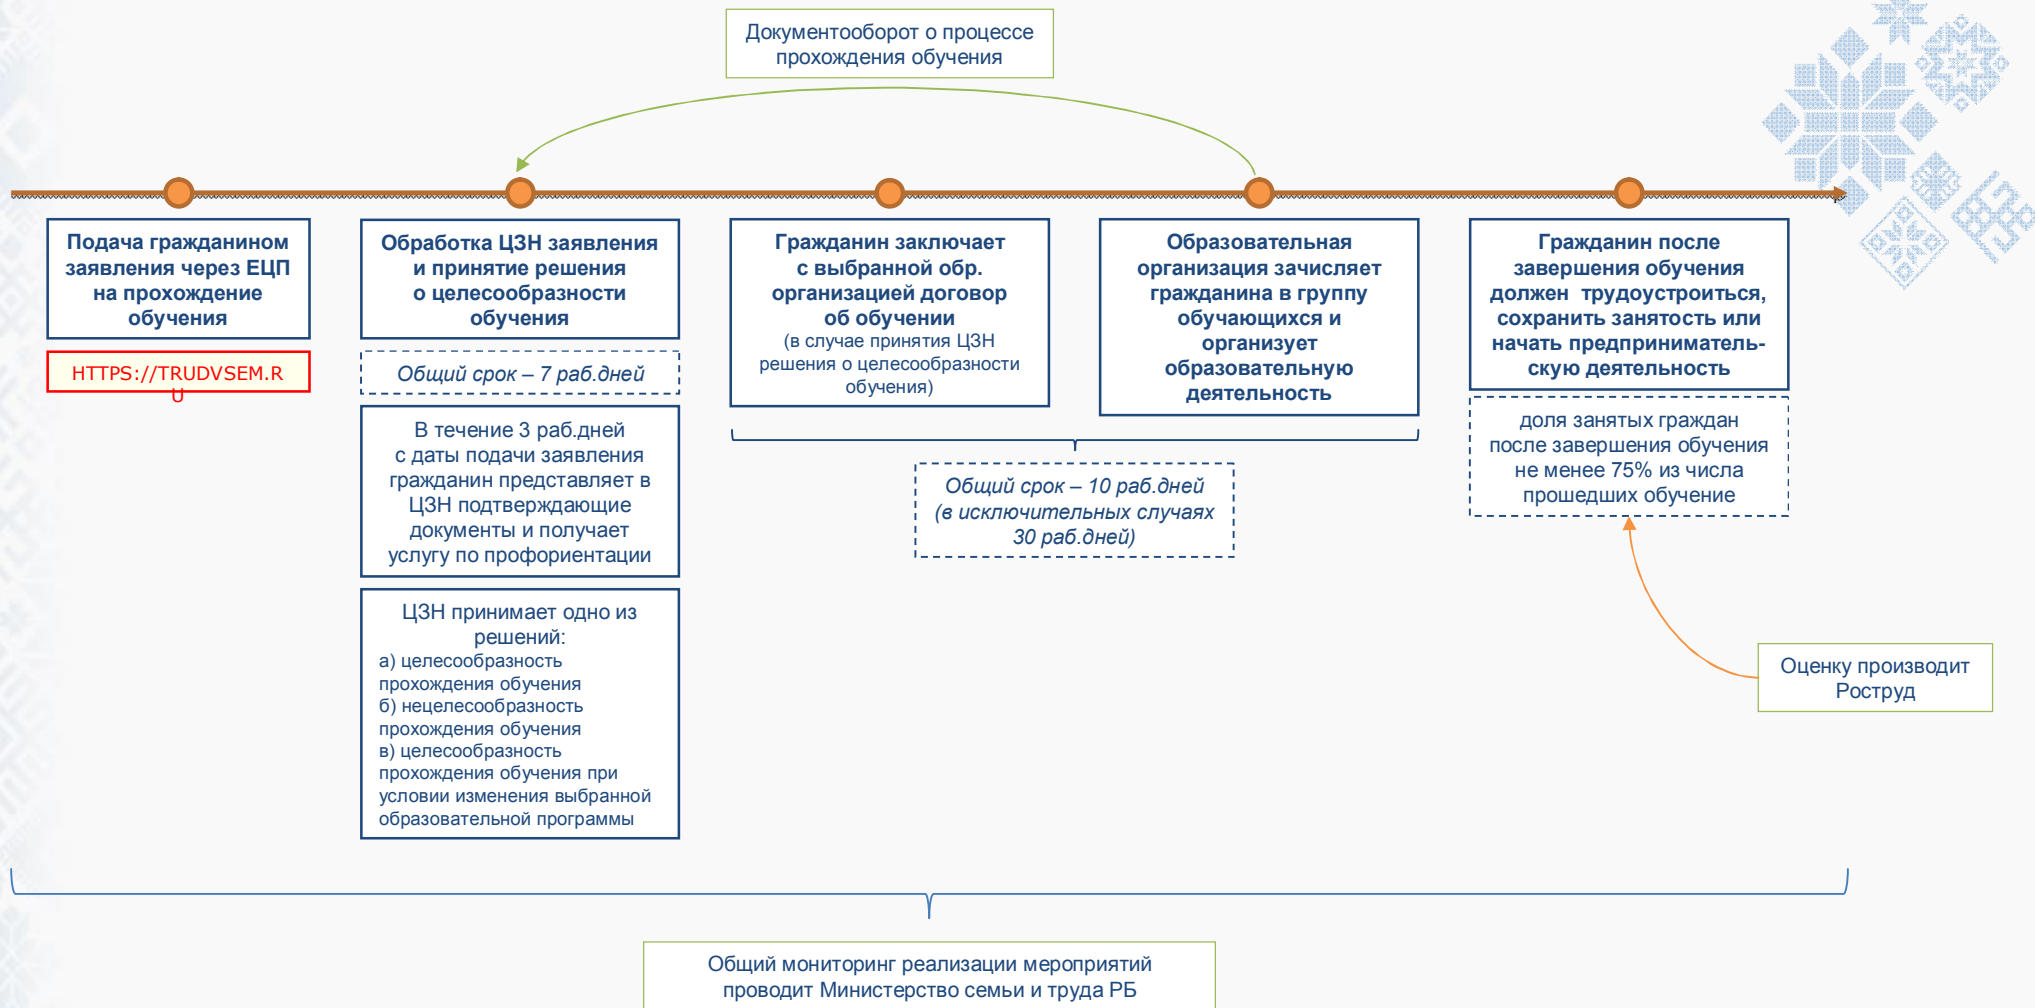 Документооборот о процессе
прохождения обучения
Подача гражданином
заявления через ЕЦП
на прохождение
обучения
HTTPS://TRUDVSEM.R
U
Обработка ЦЗН заявления
и принятие решения
о целесообразности
обучения
Общий срок – 7 раб.дней
В течение 3 раб.дней
с даты подачи заявления
гражданин представляет в
ЦЗН подтверждающие
документы и получает
услугу по профориентации
ЦЗН принимает одно из
решений:
а) целесообразность
прохождения обучения
б) нецелесообразность
прохождения обучения
в) целесообразность
прохождения обучения при
условии изменения выбранной
образовательной программы
Гражданин заключает
с выбранной обр.
организацией договор
об обучении
(в случае принятия ЦЗН
решения о целесообразности
обучения)
Образовательная
организация зачисляет
гражданина в группу
обучающихся и
организует
образовательную
деятельность
Общий срок – 10 раб.дней
(в исключительных случаях
30 раб.дней)
Гражданин после
завершения обучения
должен  трудоустроиться,
сохранить занятость или
начать предприниматель-
скую деятельность
доля занятых граждан
после завершения обучения
не менее 75% из числа
прошедших обучение
Оценку производит
Роструд
Общий мониторинг реализации мероприятий
проводит Министерство семьи и труда РБ